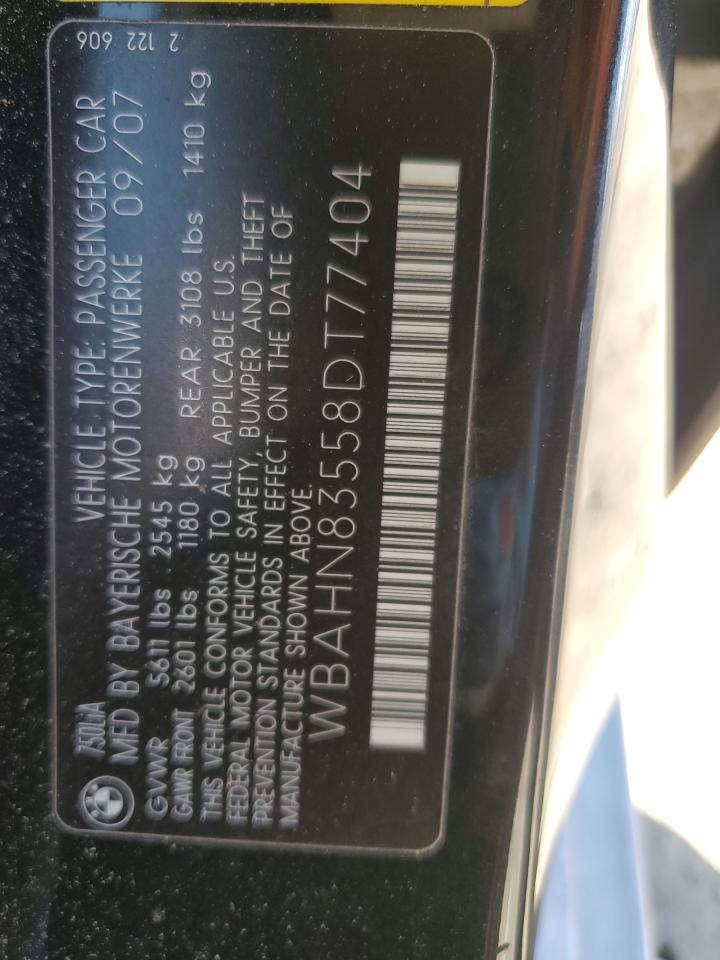 750LiA VEHICLE TYPE: PASSENGER CAR 2 122 606
MFD BY BAYERISCHE MOTORENWERKE 09/07
GVWR 5611 lbs 2545 kg
GAWR FRONT 2601 lbs 1180 kg REAR 3108 lbs 1410 kg
THIS VEHICLE CONFORMS TO ALL APPLICABLE U.S.
FEDERAL MOTOR VEHICLE SAFETY, BUMPER AND THEFT
PREVENTION STANDARDS IN EFFECT ON THE DATE OF
MANUFACTURE SHOWN ABOVE.
WBAHN83558DT77404